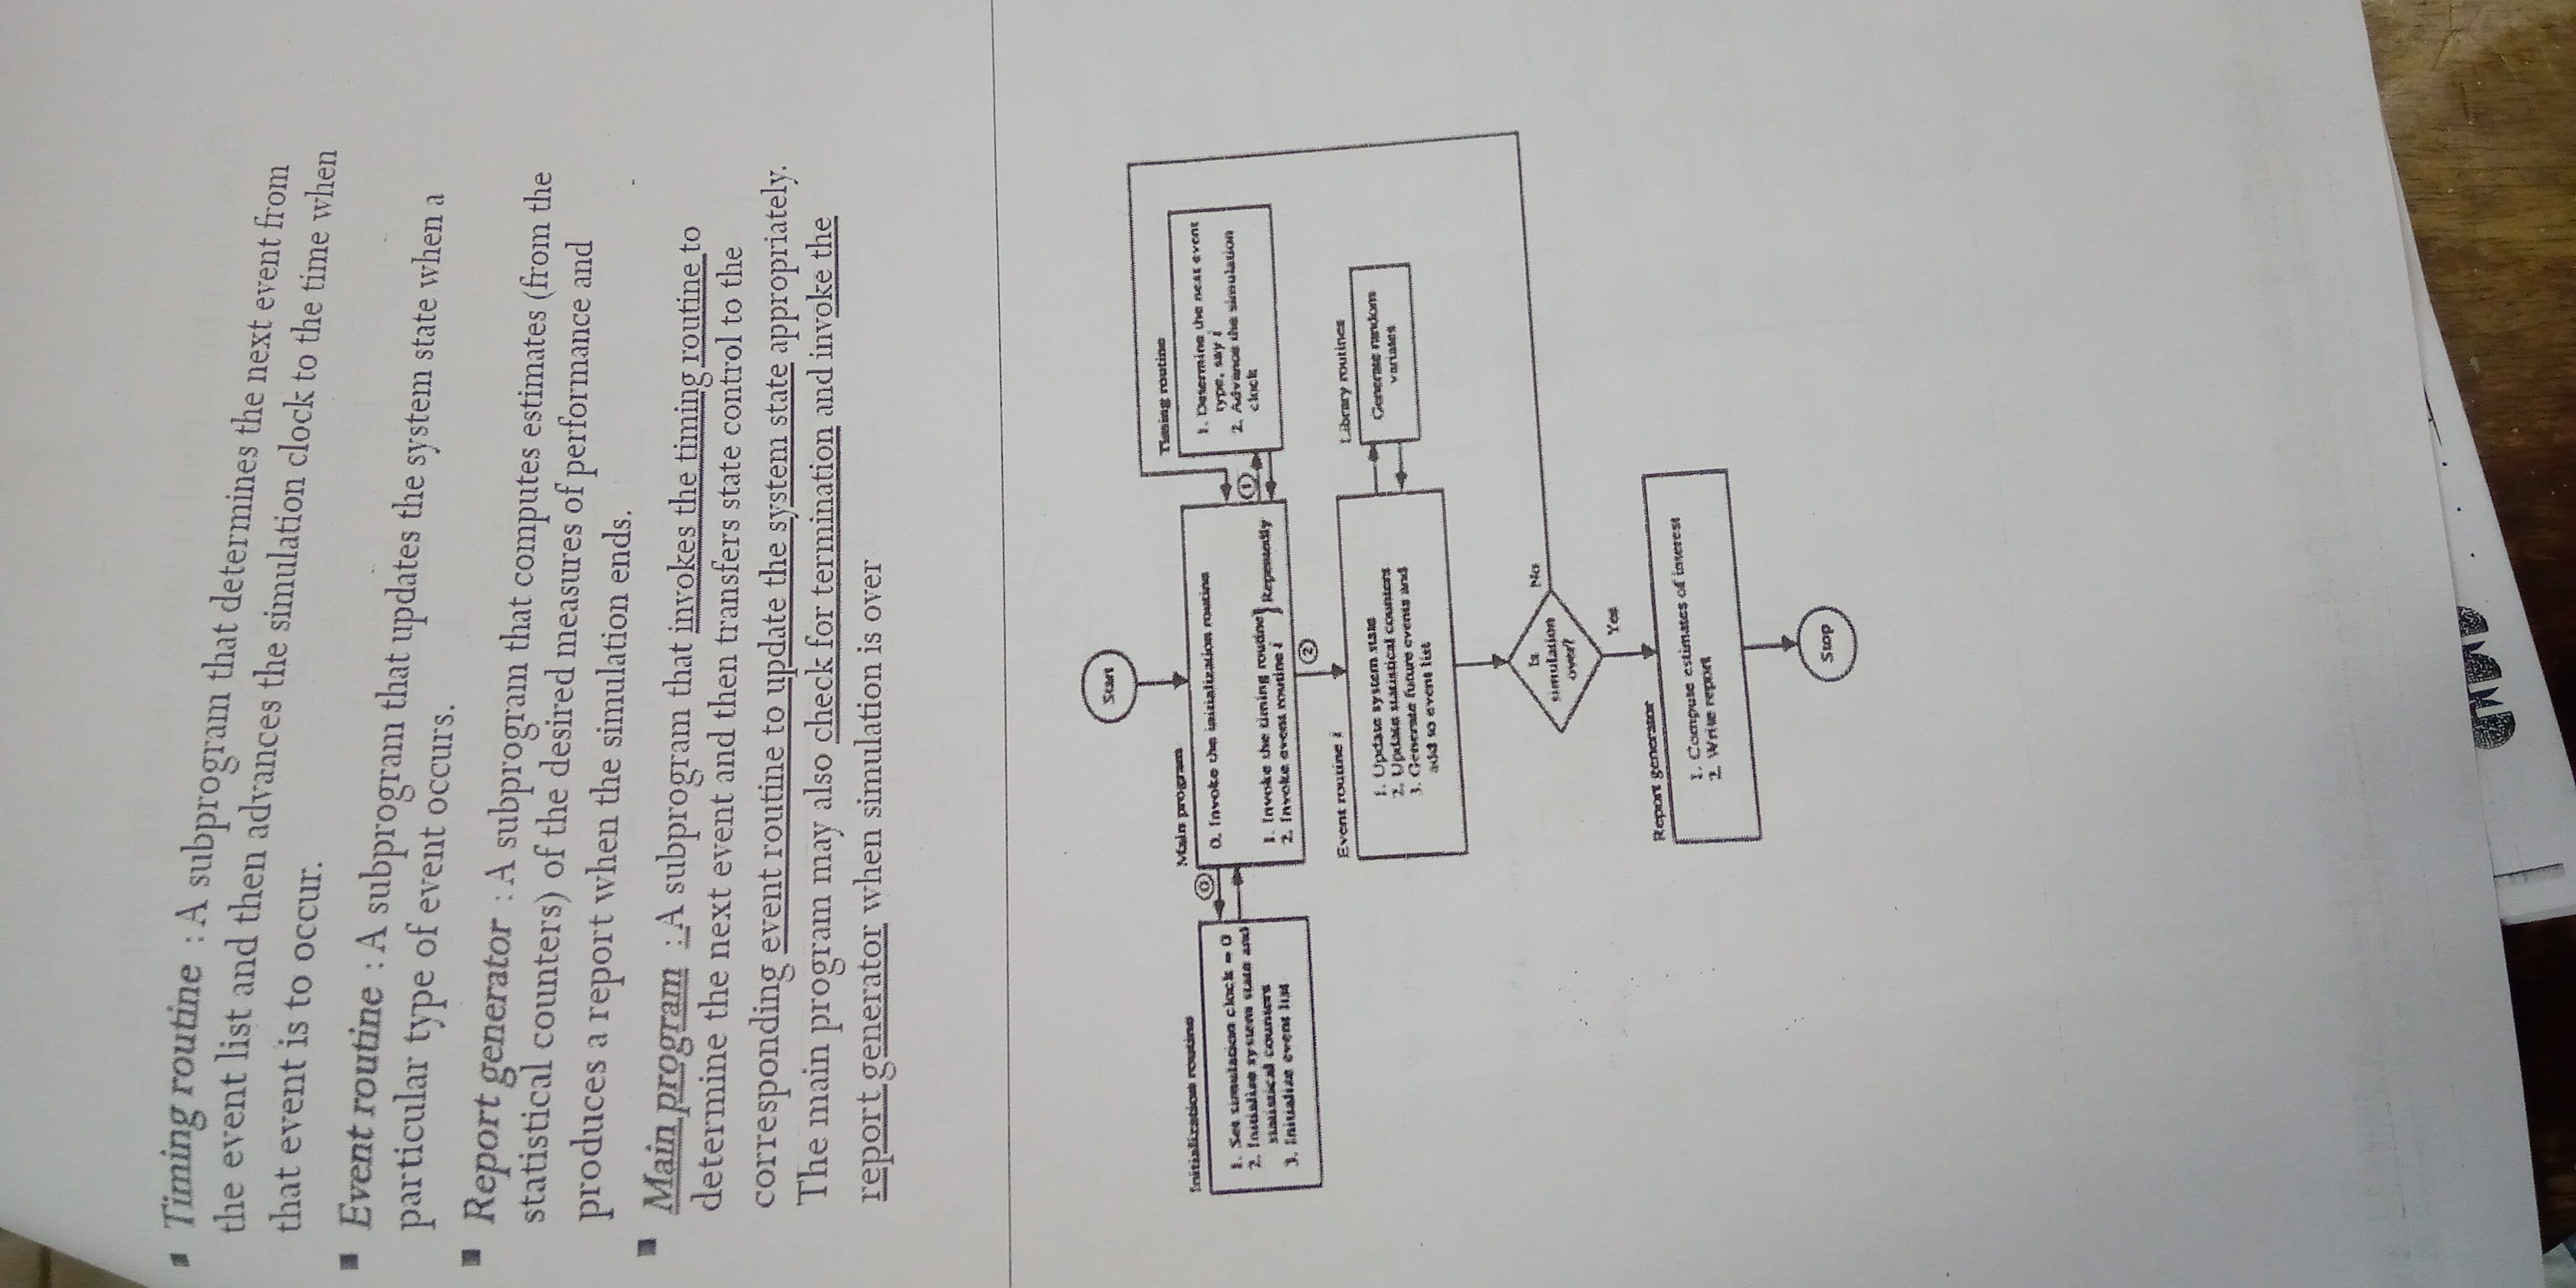 ▪ Timing routine : A subprogram that determines the next event from
the event list and then advances the simulation clock to the time when
that event is to occur.
▪ Event routine : A subprogram that updates the system state when a
particular type of event occurs.
▪ Report generator : A subprogram that computes estimates (from the
statistical counters) of the desired measures of performance and
produces a report when the simulation ends.
▪ Main program : A subprogram that invokes the timing routine to
determine the next event and then transfers state control to the
corresponding event routine to update the system state appropriately.
The main program may also check for termination and invoke the
report generator when simulation is over
Start
Initialization routine
1. Set simulation clock = 0
2. Initialize system state and
statistical counters
3. Initialize event list
0
Main program
0. Invoke the initialization routine
1. Invoke the timing routine
2. Invoke event routine i
} Repeatedly
1
Timing routine
1. Determine the next event
type, say i
2. Advance the simulation
clock
2
Event routine i
1. Update system state
2. Update statistical counters
3. Generate future events and
add to event list
Library routines
Generate random
variates
Is
simulation
over?
No
Yes
Report generator
1. Compute estimates of interest
2. Write report
Stop